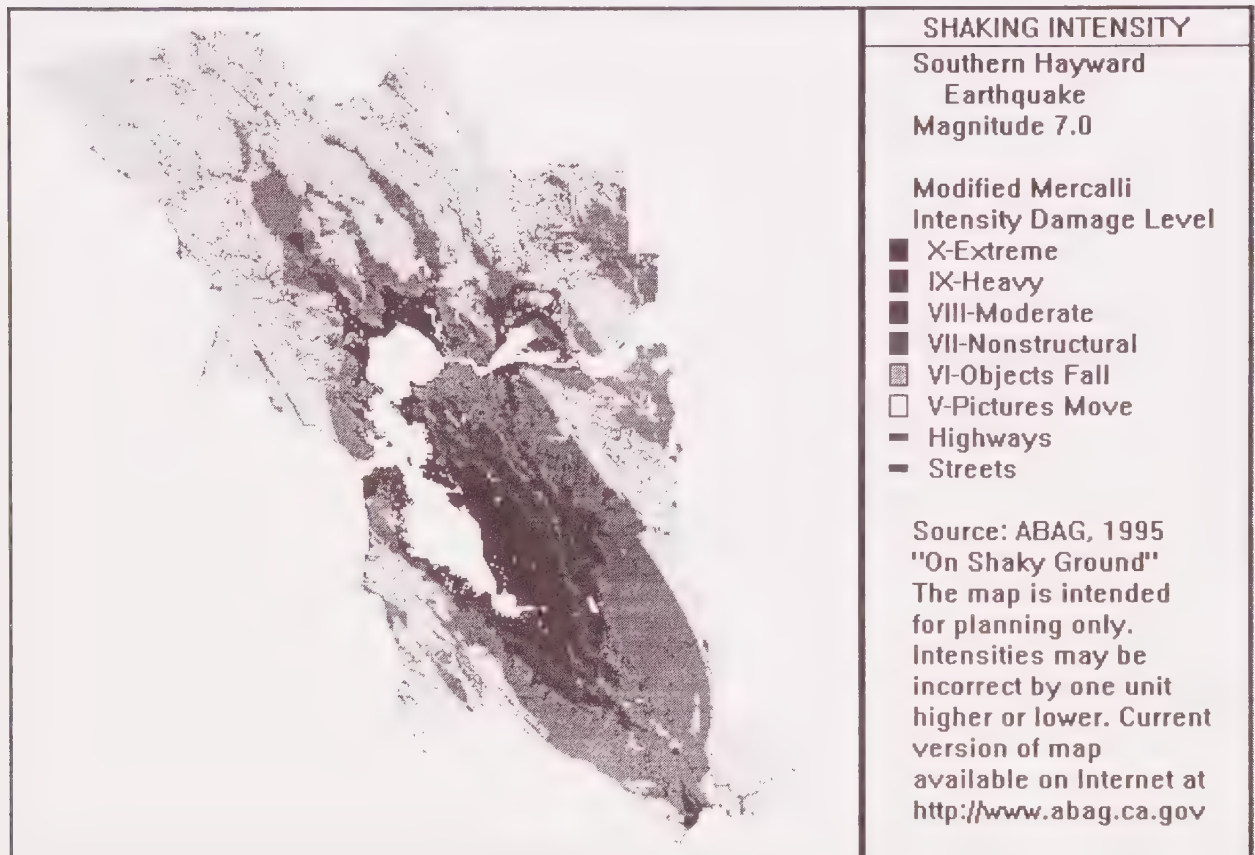 SHAKING INTENSITY
Southern Hayward
Earthquake
Magnitude 7.0
Modified Mercalli
Intensity Damage Level
X-Extreme
IX-Heavy
VIII-Moderate
VII-Nonstructural
VI-Objects Fall
V-Pictures Move
Highways
Streets
Source: ABAG, 1995
"On Shaky Ground"
The map is intended
for planning only.
Intensities may be
incorrect by one unit
higher or lower. Current
version of map
available on Internet at
http://www.abag.ca.gov